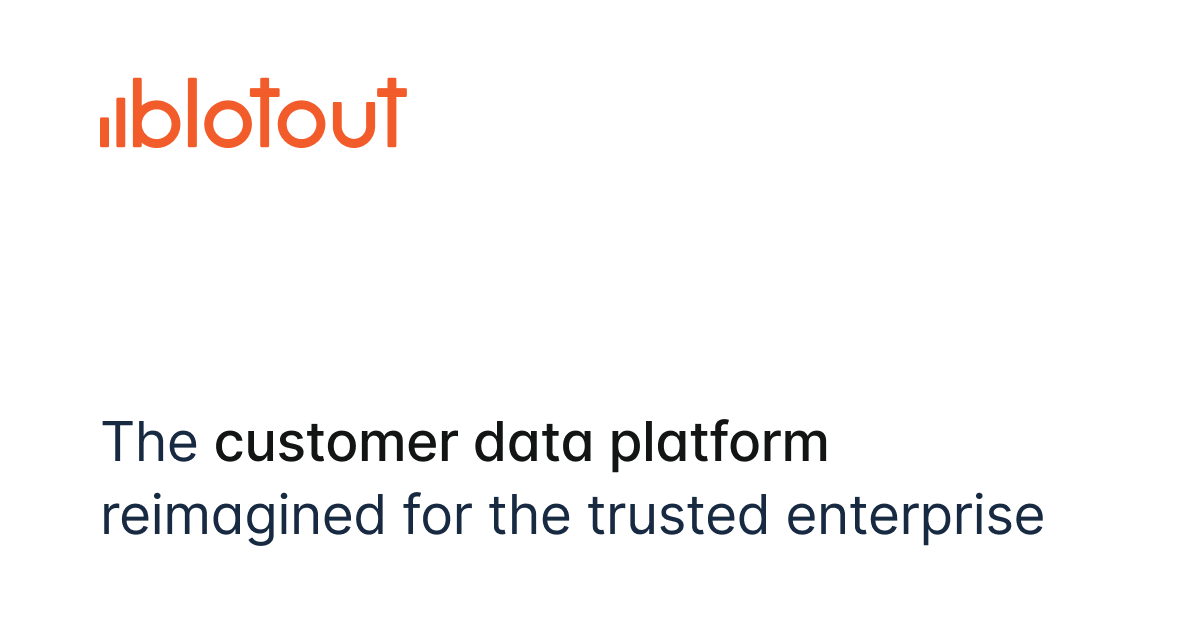 blotout
The customer data platform
reimagined for the trusted enterprise